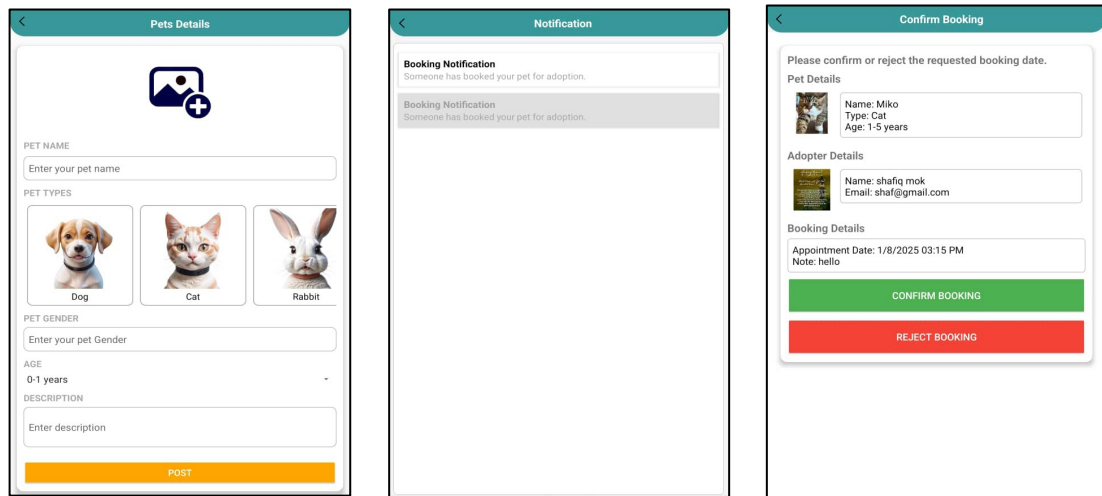 Pets Details
PET NAME
Enter your pet name
PET TYPES
Dog
Cat
Rabbit
PET GENDER
Enter your pet Gender
AGE
0-1 years
DESCRIPTION
Enter description
POST
Notification
Booking Notification
Someone has booked your pet for adoption.
Booking Notification
Someone has booked your pet for adoption.
Confirm Booking
Please confirm or reject the requested booking date.
Pet Details
Name: Miko
Type: Cat
Age: 1-5 years
Adopter Details
Name: shafiq mok
Email: shaf@gmail.com
Booking Details
Appointment Date: 1/8/2025 03:15 PM
Note: hello
CONFIRM BOOKING
REJECT BOOKING